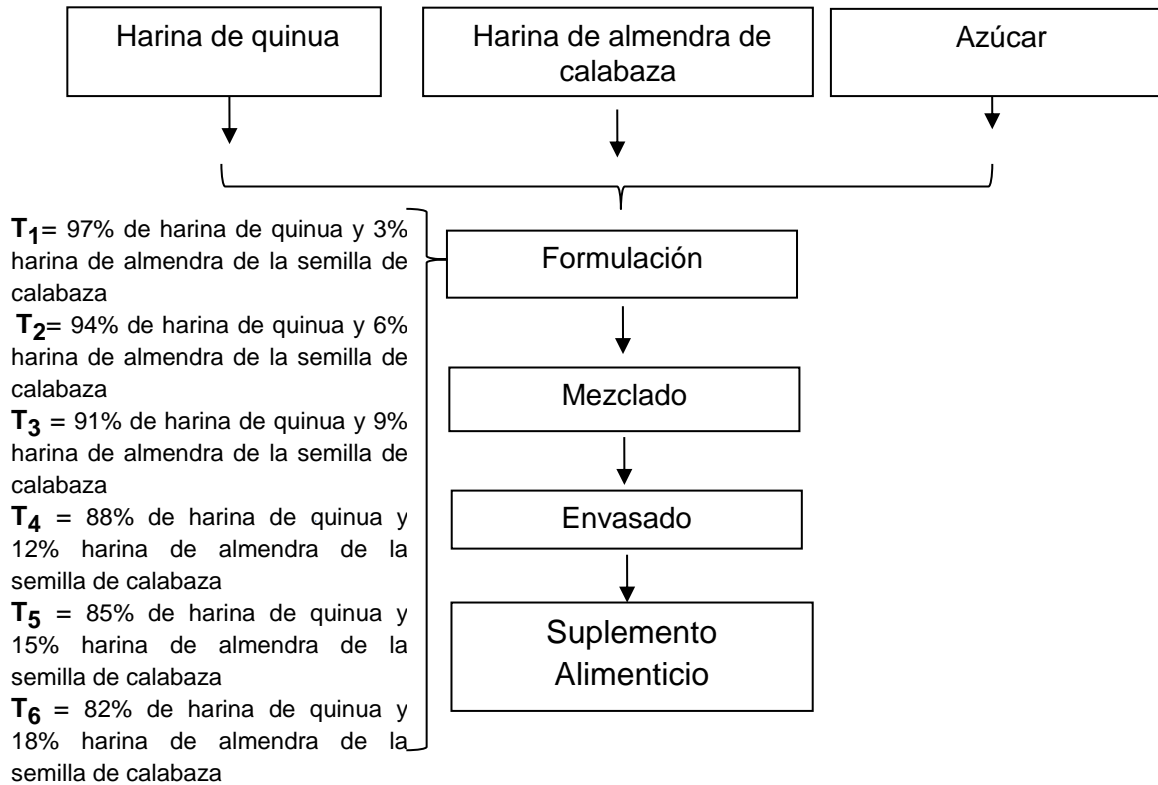 Harina de quinua
Harina de almendra de
calabaza
Azúcar
T1= 97% de harina de quinua y 3%
harina de almendra de la semilla de
calabaza
T2= 94% de harina de quinua y 6%
harina de almendra de la semilla de
calabaza
T3 = 91% de harina de quinua y 9%
harina de almendra de la semilla de
calabaza
T4 = 88% de harina de quinua y
12% harina de almendra de la
semilla de calabaza
T5 = 85% de harina de quinua y
15% harina de almendra de la
semilla de calabaza
T6 = 82% de harina de quinua y
18% harina de almendra de la
semilla de calabaza
Formulación
Mezclado
Envasado
Suplemento
Alimenticio